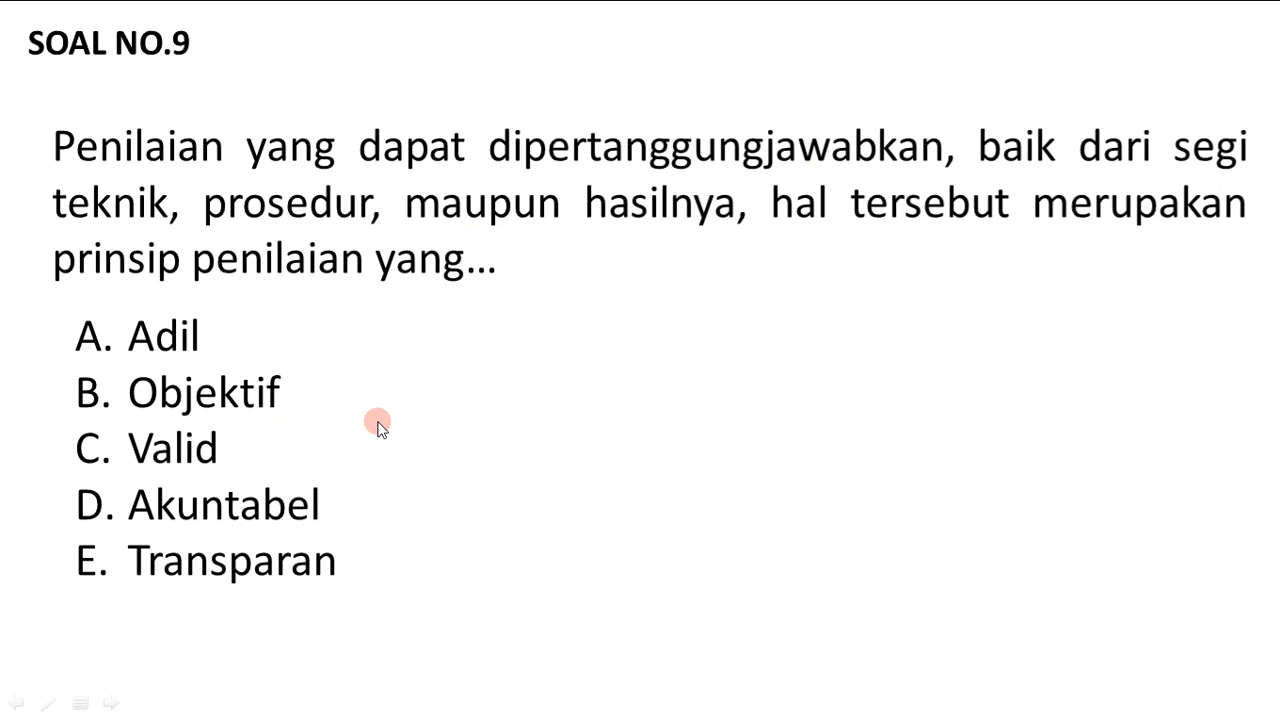 SOAL NO.9
Penilaian yang dapat dipertanggungjawabkan, baik dari segi
teknik, prosedur, maupun hasilnya, hal tersebut merupakan
prinsip penilaian yang...
A. Adil
B. Objektif
C. Valid
D. Akuntabel
E. Transparan